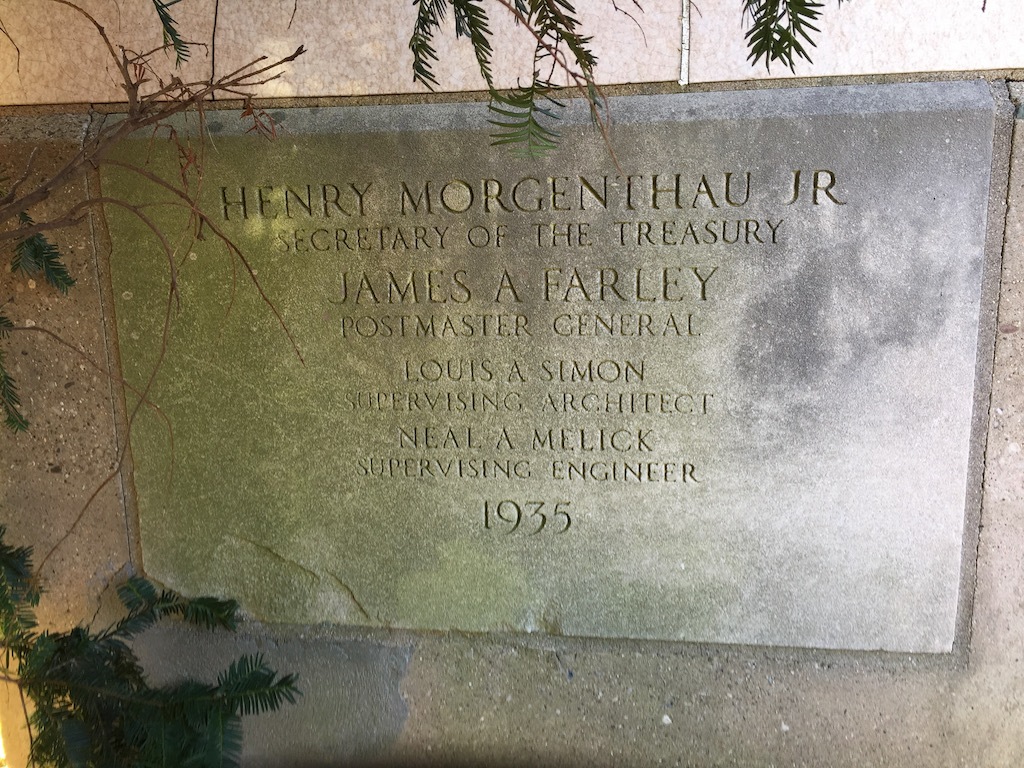 HENRY MORGENTHAU JR
SECRETARY OF THE TREASURY
JAMES A FARLEY
POSTMASTER GENERAL
LOUIS A SIMON
SUPERVISING ARCHITECT
NEAL A MELICK
SUPERVISING ENGINEER
1935